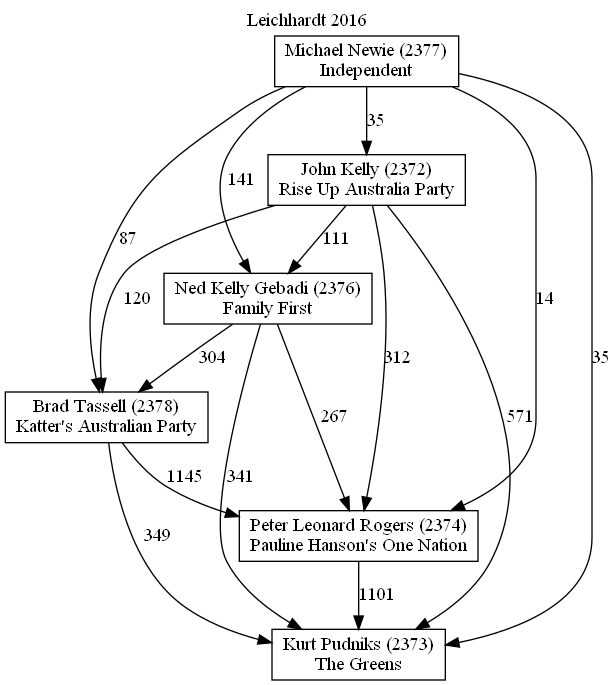 Leichhardt 2016
Michael Newie (2377)
Independent
35
John Kelly (2372)
Rise Up Australia Party
141
87
120
111
Ned Kelly Gebadi (2376)
Family First
14
35
304
312
Brad Tassell (2378)
Katter's Australian Party
267
571
1145
341
Peter Leonard Rogers (2374)
Pauline Hanson's One Nation
349
1101
Kurt Pudniks (2373)
The Greens